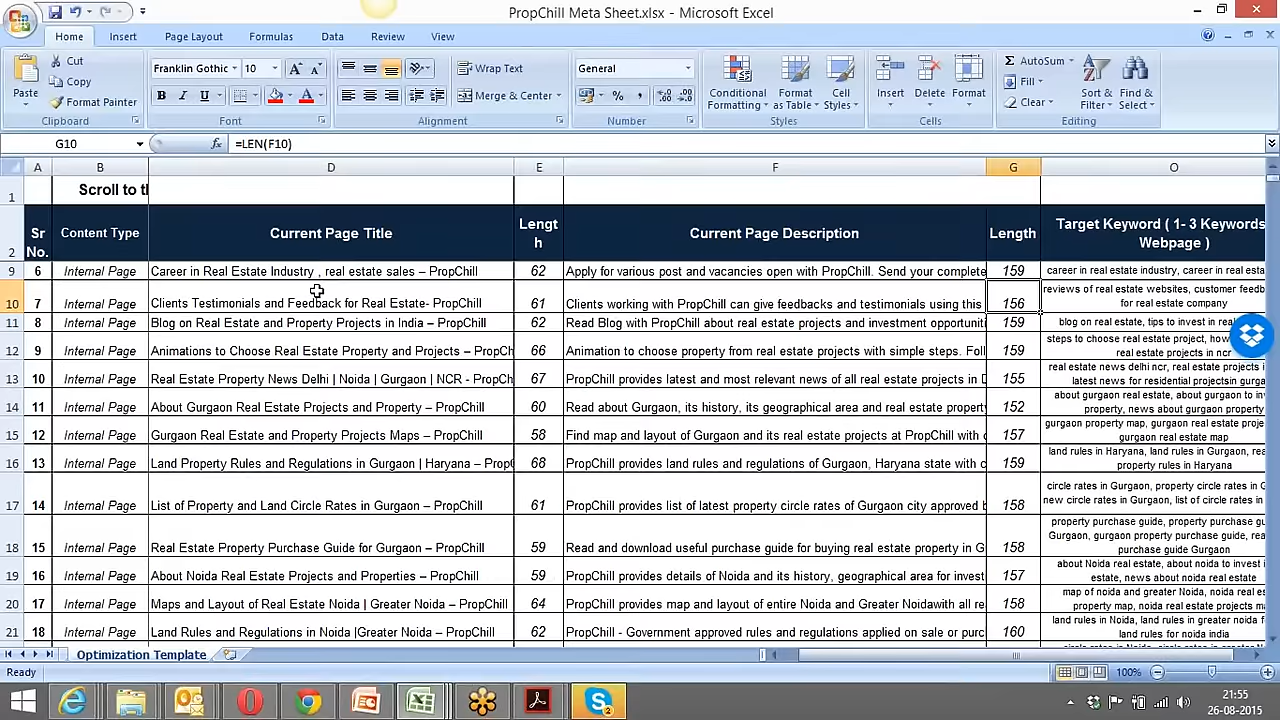 PropChill Meta Sheet.xlsx - Microsoft Excel
Home Insert Page Layout Formulas Data Review View
Paste Cut Copy Format Painter Clipboard
Franklin Gothic 10 A A B I U A Font
Wrap Text Merge & Center Alignment
General % , Number
Conditional Formatting Format as Table Cell Styles Styles
Insert Delete Format Cells
Σ AutoSum Fill Clear Sort & Filter Find & Select Editing
G10 fx =LEN(F10)
A B D E F G O
1 Scroll to th
2 Sr No. Content Type Current Page Title Length Current Page Description Length Target Keyword ( 1- 3 Keywords Webpage )
9 6 Internal Page Career in Real Estate Industry , real estate sales – PropChill 62 Apply for various post and vacancies open with PropChill. Send your complete 159 career in real estate industry, career in real esta
10 7 Internal Page Clients Testimonials and Feedback for Real Estate- PropChill 61 Clients working with PropChill can give feedbacks and testimonials using this 156 reviews of real estate websites, customer feedb for real estate company
11 8 Internal Page Blog on Real Estate and Property Projects in India – PropChill 62 Read Blog with PropChill about real estate projects and investment opportuniti 159 blog on real estate, tips to invest in real
12 9 Internal Page Animations to Choose Real Estate Property and Projects – PropCh 66 Animation to choose property from real estate projects with simple steps. Foll 159 steps to choose real estate project, how real estate projects in ncr
13 10 Internal Page Real Estate Property News Delhi | Noida | Gurgaon | NCR - PropCh 67 PropChill provides latest and most relevant news of all real estate projects in D 155 real estate news delhi ncr, real estate projects i latest news for residential projectsin gurga
14 11 Internal Page About Gurgaon Real Estate Projects and Property – PropChill 60 Read about Gurgaon, its history, its geographical area and real estate property 152 about gurgaon real estate, about gurgaon to inv property, news about gurgaon property
15 12 Internal Page Gurgaon Real Estate and Property Projects Maps – PropChill 58 Find map and layout of Gurgaon and its real estate projects at PropChill with c 157 gurgaon property map, gurgaon real estate proje gurgaon real estate map
16 13 Internal Page Land Property Rules and Regulations in Gurgaon | Haryana – PropC 68 PropChill provides land rules and regulations of Gurgaon, Haryana state with c 159 land rules in Haryana, land rules in Gurgaon, rea property rules in Haryana
17 14 Internal Page List of Property and Land Circle Rates in Gurgaon – PropChill 61 PropChill provides list of latest property circle rates of Gurgaon city approved b 158 circle rates in Gurgaon, property circle rates in G new circle rates in Gurgaon, list of circle rates in
18 15 Internal Page Real Estate Property Purchase Guide for Gurgaon – PropChill 59 Read and download useful purchase guide for buying real estate property in G 158 property purchase guide, property purchase gu Gurgaon, gurgaon property purchase guide, rea purchase guide Gurgaon
19 16 Internal Page About Noida Real Estate Projects and Properties – PropChill 59 PropChill provides details of Noida and its history, geographical area for invest 157 about Noida real estate, about noida to invest i estate, news about noida real estate
20 17 Internal Page Maps and Layout of Real Estate Noida | Greater Noida – PropChill 64 PropChill provides map and layout of entire Noida and Greater Noidawith all re 158 map of noida and greater Noida, noida real es property map, noida real estate projects m
21 18 Internal Page Land Rules and Regulations in Noida |Greater Noida – PropChill 62 PropChill - Government approved rules and regulations applied on sale or purc 160 land rules in Noida, land rules in greater noida f land rules for noida india
Optimization Template
Ready 100%
21:55
26-08-2015